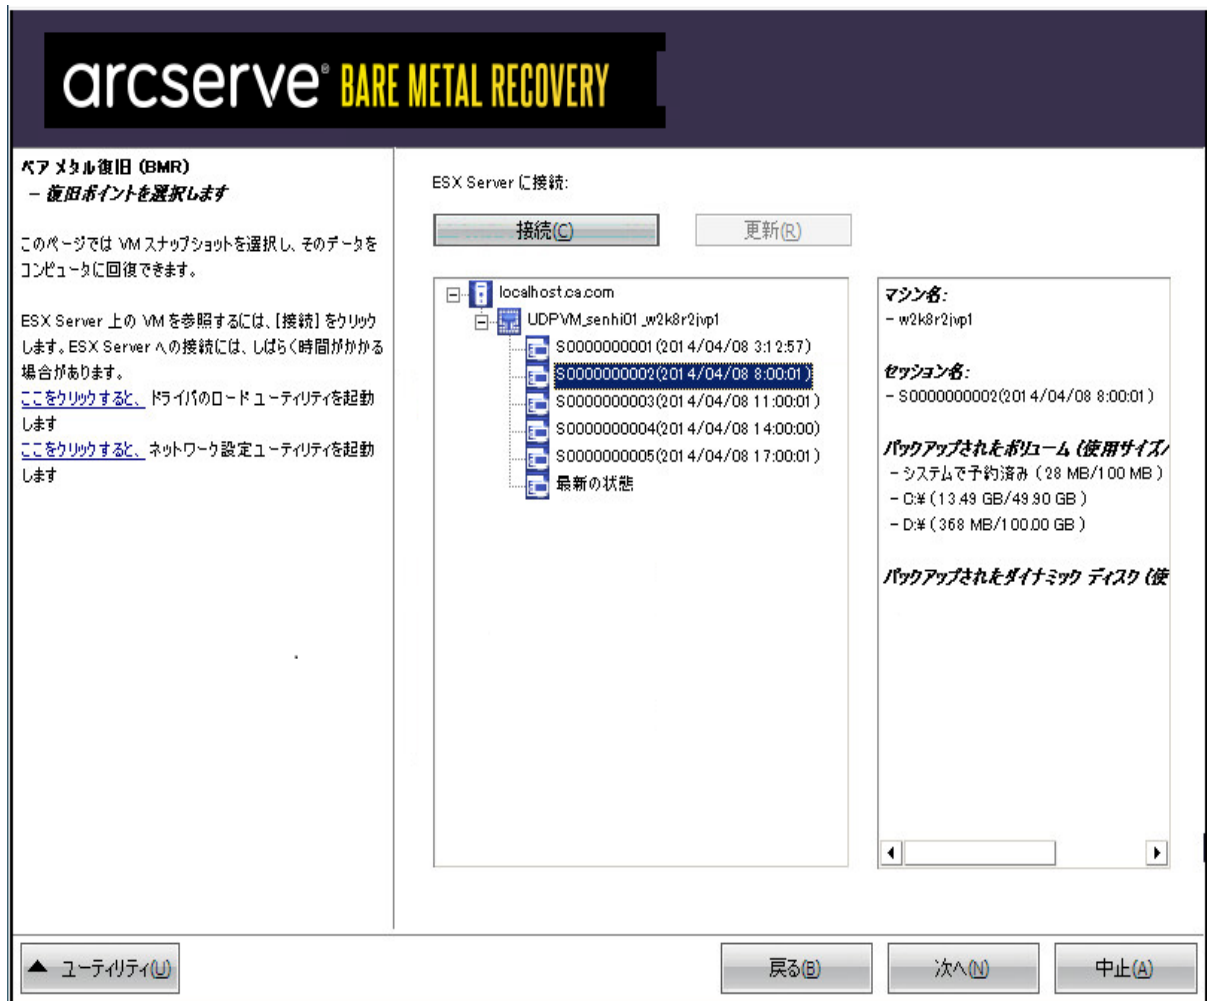 arcserve® BARE METAL RECOVERY
ベア メタル復旧 (BMR)
- 復旧ポイントを選択します
このページでは VM スナップショットを選択し、そのデータを
コンピュータに回復できます。
ESX Server 上の VM を参照するには、[接続] をクリック
します。ESX Server への接続には、しばらく時間がかかる
場合があります。
ここをクリックすると、ドライバのロード ユーティリティを起動
します
ここをクリックすると、ネットワーク設定ユーティリティを起動
します
ESX Server に接続:
接続(C)
更新(R)
localhost.ca.com
UDPVM_senhi01_w2k8r2jvp1
S0000000001(2014/04/08 3:12:57)
S0000000002(2014/04/08 8:00:01)
S0000000003(2014/04/08 11:00:01)
S0000000004(2014/04/08 14:00:00)
S0000000005(2014/04/08 17:00:01)
最新の状態
マシン名:
- w2k8r2jvp1
セッション名:
- S0000000002(2014/04/08 8:00:01)
バックアップされたボリューム (使用サイズ/
- システムで予約済み ( 28 MB/100 MB )
- C:¥ ( 13.49 GB/49.90 GB )
- D:¥ ( 368 MB/100.00 GB )
バックアップされたダイナミック ディスク (使
▲ ユーティリティ(U)
戻る(B)
次へ(N)
中止(A)